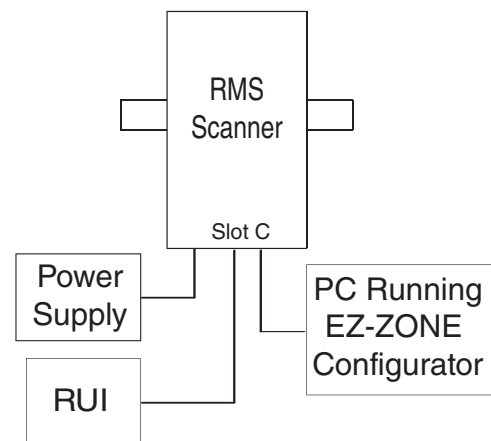 RMS
Scanner
Slot C
Power
Supply
PC Running
EZ-ZONE
Configurator
RUI